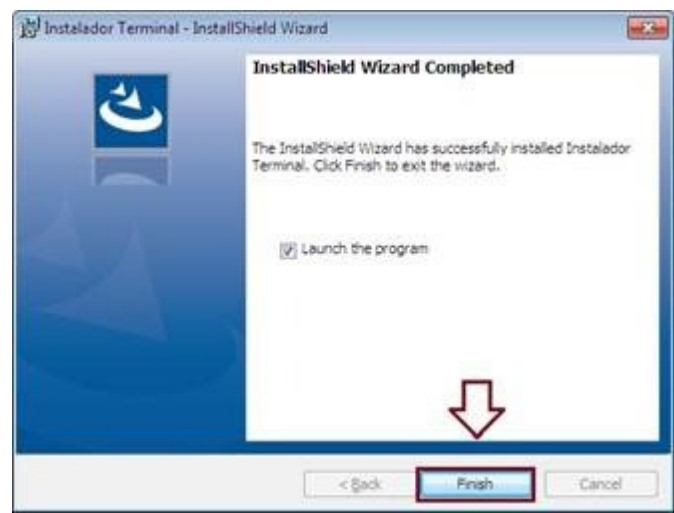 Instalador Terminal - InstallShield Wizard
InstallShield Wizard Completed
The InstallShield Wizard has successfully installed Instalador
Terminal. Click Finish to exit the wizard.
Launch the program
< Back
Finish
Cancel